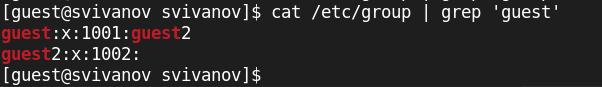 [guest@svivanov svivanov]$ cat /etc/group | grep 'guest'
guest:x:1001:guest2
guest2:x:1002:
[guest@svivanov svivanov]$